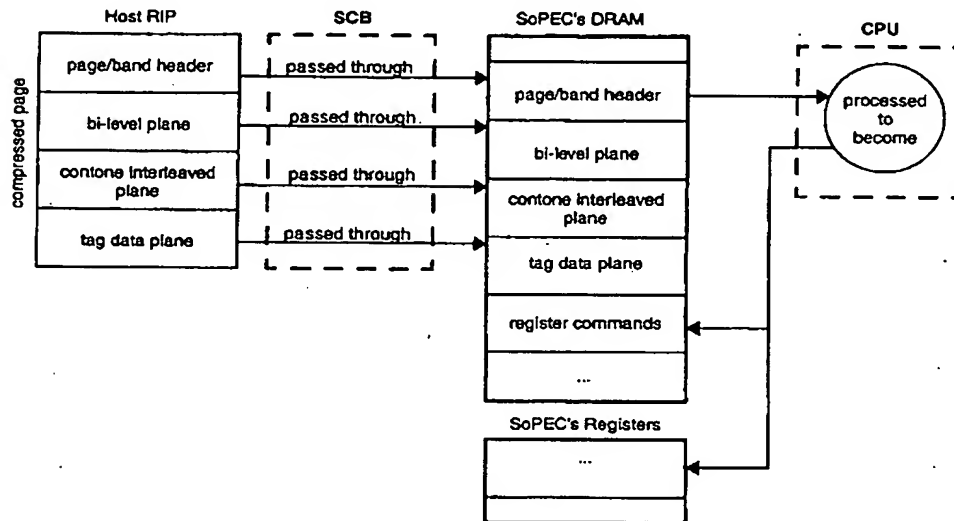 Host RIP
SCB
SoPEC's DRAM
CPU
compressed page
page/band header
bi-level plane
contone interleaved
plane
tag data plane
passed through
passed through
passed through
passed through
page/band header
bi-level plane
contone interleaved
plane
tag data plane
register commands
...
processed
to
become
SoPEC's Registers
...